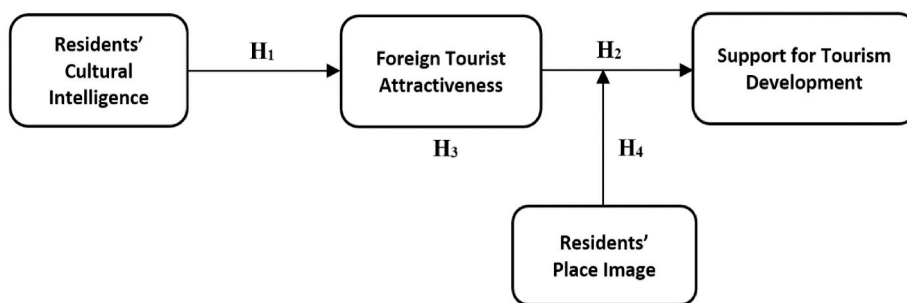 Residents’
Cultural
Intelligence
H₁
Foreign Tourist
Attractiveness
H₂
Support for Tourism
Development
H₃
H₄
Residents’
Place Image